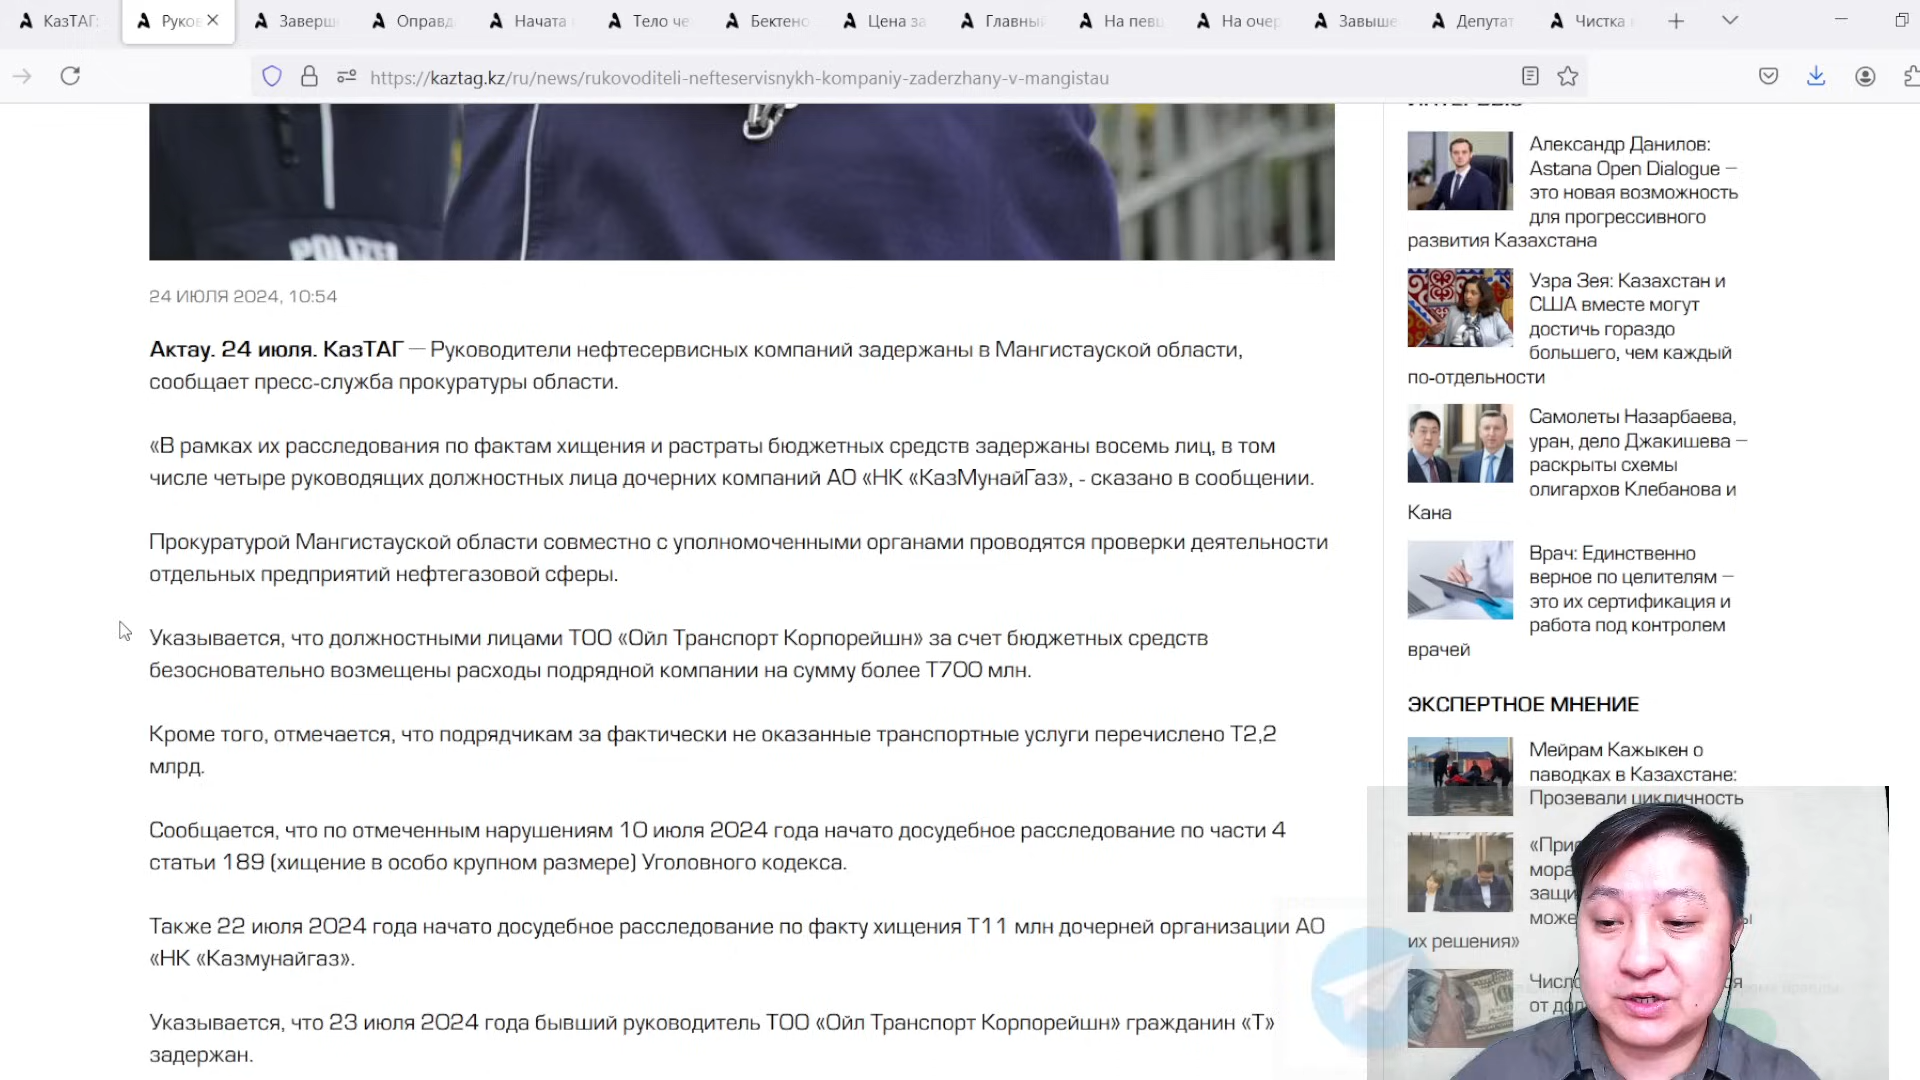 КазТАГ:
Руков
Заверш
Оправд
Начата
Тело че
Бектено
Цена за
Главный
На певц
На очер
Завыше
Депутат
Чистка
https://kaztag.kz/ru/news/rukovoditeli-nefteservisnykh-kompaniy-zaderzhany-v-mangistau
POLIZEI
24 ИЮЛЯ 2024, 10:54
Актау. 24 июля. КазТАГ – Руководители нефтесервисных компаний задержаны в Мангистауской области,
сообщает пресс-служба прокуратуры области.
«В рамках их расследования по фактам хищения и растраты бюджетных средств задержаны восемь лиц, в том
числе четыре руководящих должностных лица дочерних компаний АО «НК «КазМунайГаз», - сказано в сообщении.
Прокуратурой Мангистауской области совместно с уполномоченными органами проводятся проверки деятельности
отдельных предприятий нефтегазовой сферы.
Указывается, что должностными лицами ТОО «Ойл Транспорт Корпорейшн» за счет бюджетных средств
безосновательно возмещены расходы подрядной компании на сумму более Т700 млн.
Кроме того, отмечается, что подрядчикам за фактически не оказанные транспортные услуги перечислено Т2,2
млрд.
Сообщается, что по отмеченным нарушениям 10 июля 2024 года начато досудебное расследование по части 4
статьи 189 (хищение в особо крупном размере) Уголовного кодекса.
Также 22 июля 2024 года начато досудебное расследование по факту хищения Т11 млн дочерней организации АО
«НК «Казмунайгаз».
Указывается, что 23 июля 2024 года бывший руководитель ТОО «Ойл Транспорт Корпорейшн» гражданин «Т»
задержан.
ИНТЕРВЬЮ
Александр Данилов:
Astana Open Dialogue –
это новая возможность
для прогрессивного
развития Казахстана
Узра Зея: Казахстан и
США вместе могут
достичь гораздо
большего, чем каждый
по-отдельности
Самолеты Назарбаева,
уран, дело Джакишева –
раскрыты схемы
олигархов Клебанова и
Кана
Врач: Единственно
верное по целителям –
это их сертификация и
работа под контролем
врачей
ЭКСПЕРТНОЕ МНЕНИЕ
Мейрам Кажыкен о
паводках в Казахстане:
Прозевали цикличность
их решения»